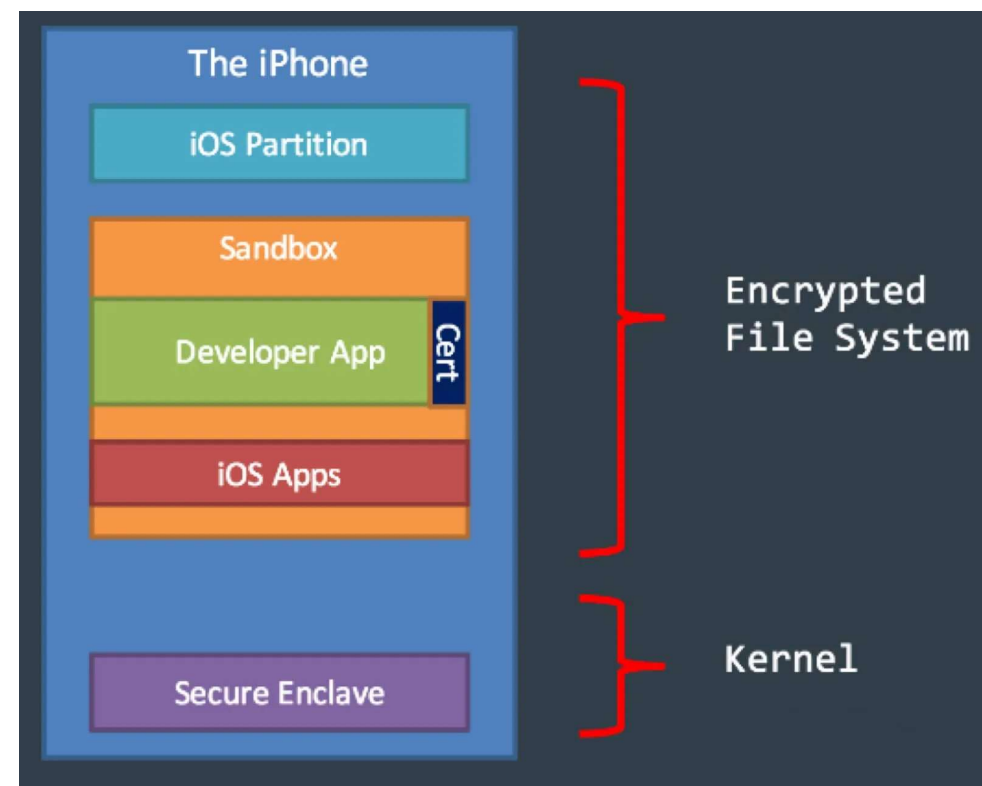 The iPhone
iOS Partition
Sandbox
Developer App
Cert
iOS Apps
Secure Enclave
Encrypted
File System
Kernel